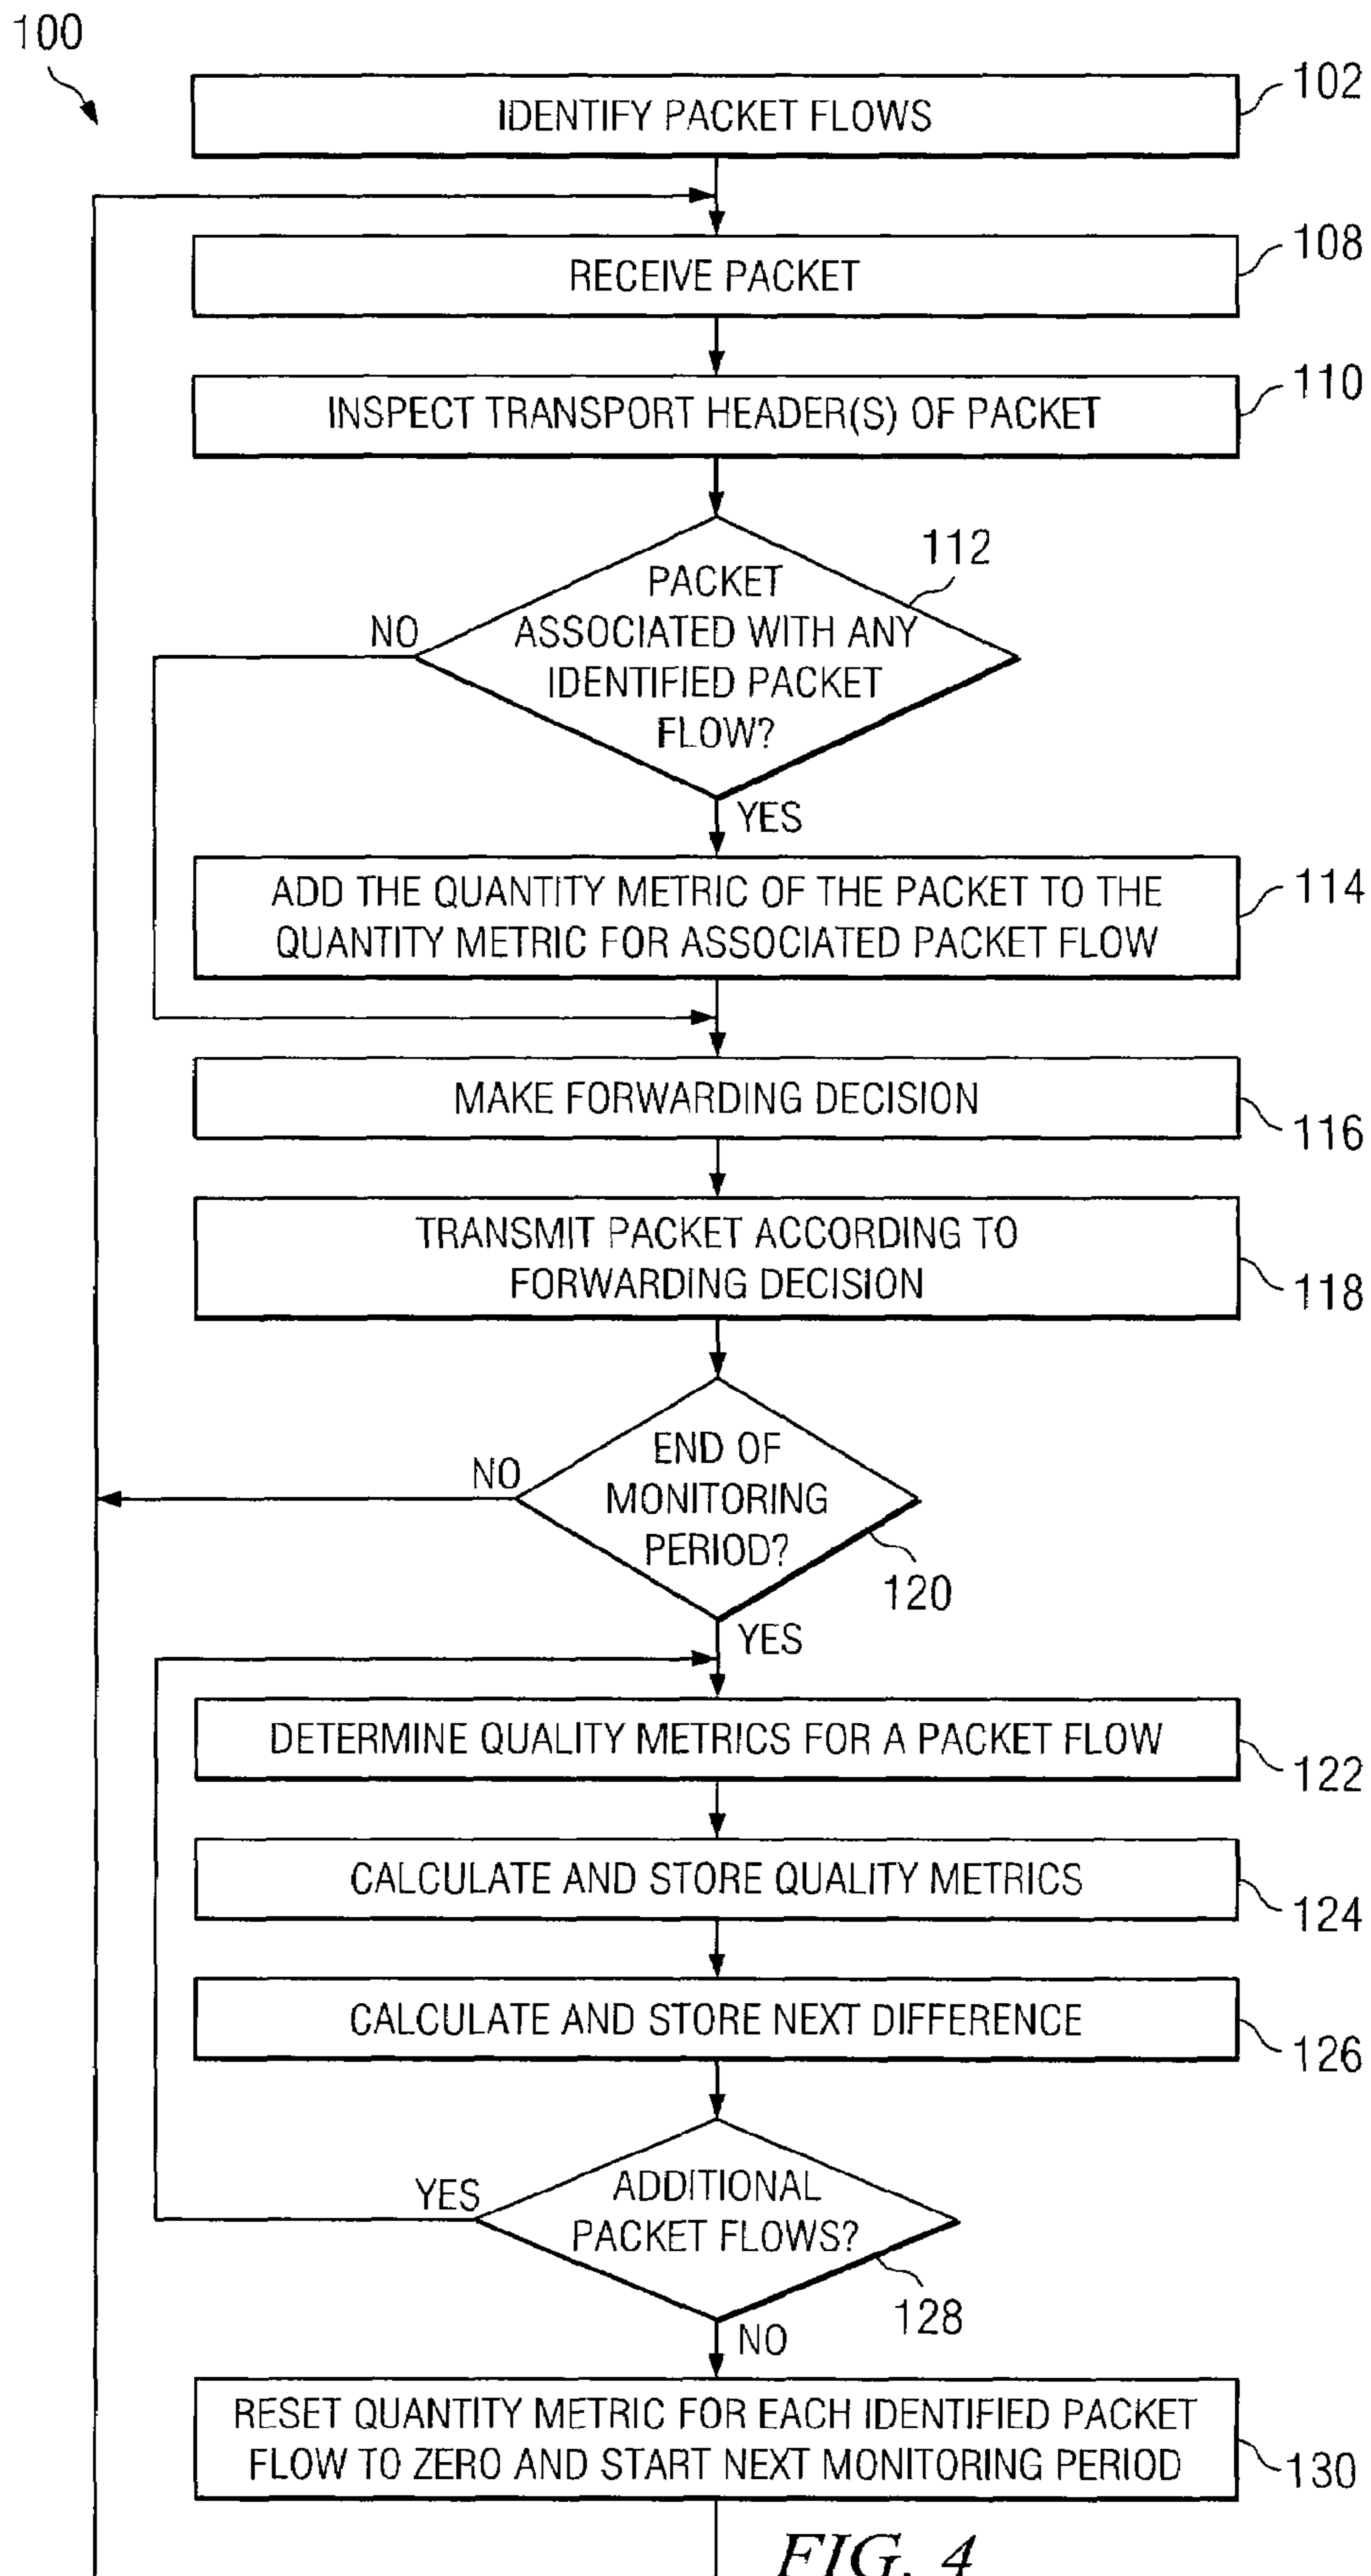 100
IDENTIFY PACKET FLOWS
102
RECEIVE PACKET
108
INSPECT TRANSPORT HEADER(S) OF PACKET
110
112
PACKET
ASSOCIATED WITH ANY
IDENTIFIED PACKET
FLOW?
NO
YES
ADD THE QUANTITY METRIC OF THE PACKET TO THE
QUANTITY METRIC FOR ASSOCIATED PACKET FLOW
114
MAKE FORWARDING DECISION
116
TRANSMIT PACKET ACCORDING TO
FORWARDING DECISION
118
END OF
MONITORING
PERIOD?
NO
120
YES
DETERMINE QUALITY METRICS FOR A PACKET FLOW
122
CALCULATE AND STORE QUALITY METRICS
124
CALCULATE AND STORE NEXT DIFFERENCE
126
ADDITIONAL
PACKET FLOWS?
YES
128
NO
RESET QUANTITY METRIC FOR EACH IDENTIFIED PACKET
FLOW TO ZERO AND START NEXT MONITORING PERIOD
130
FIG. 4